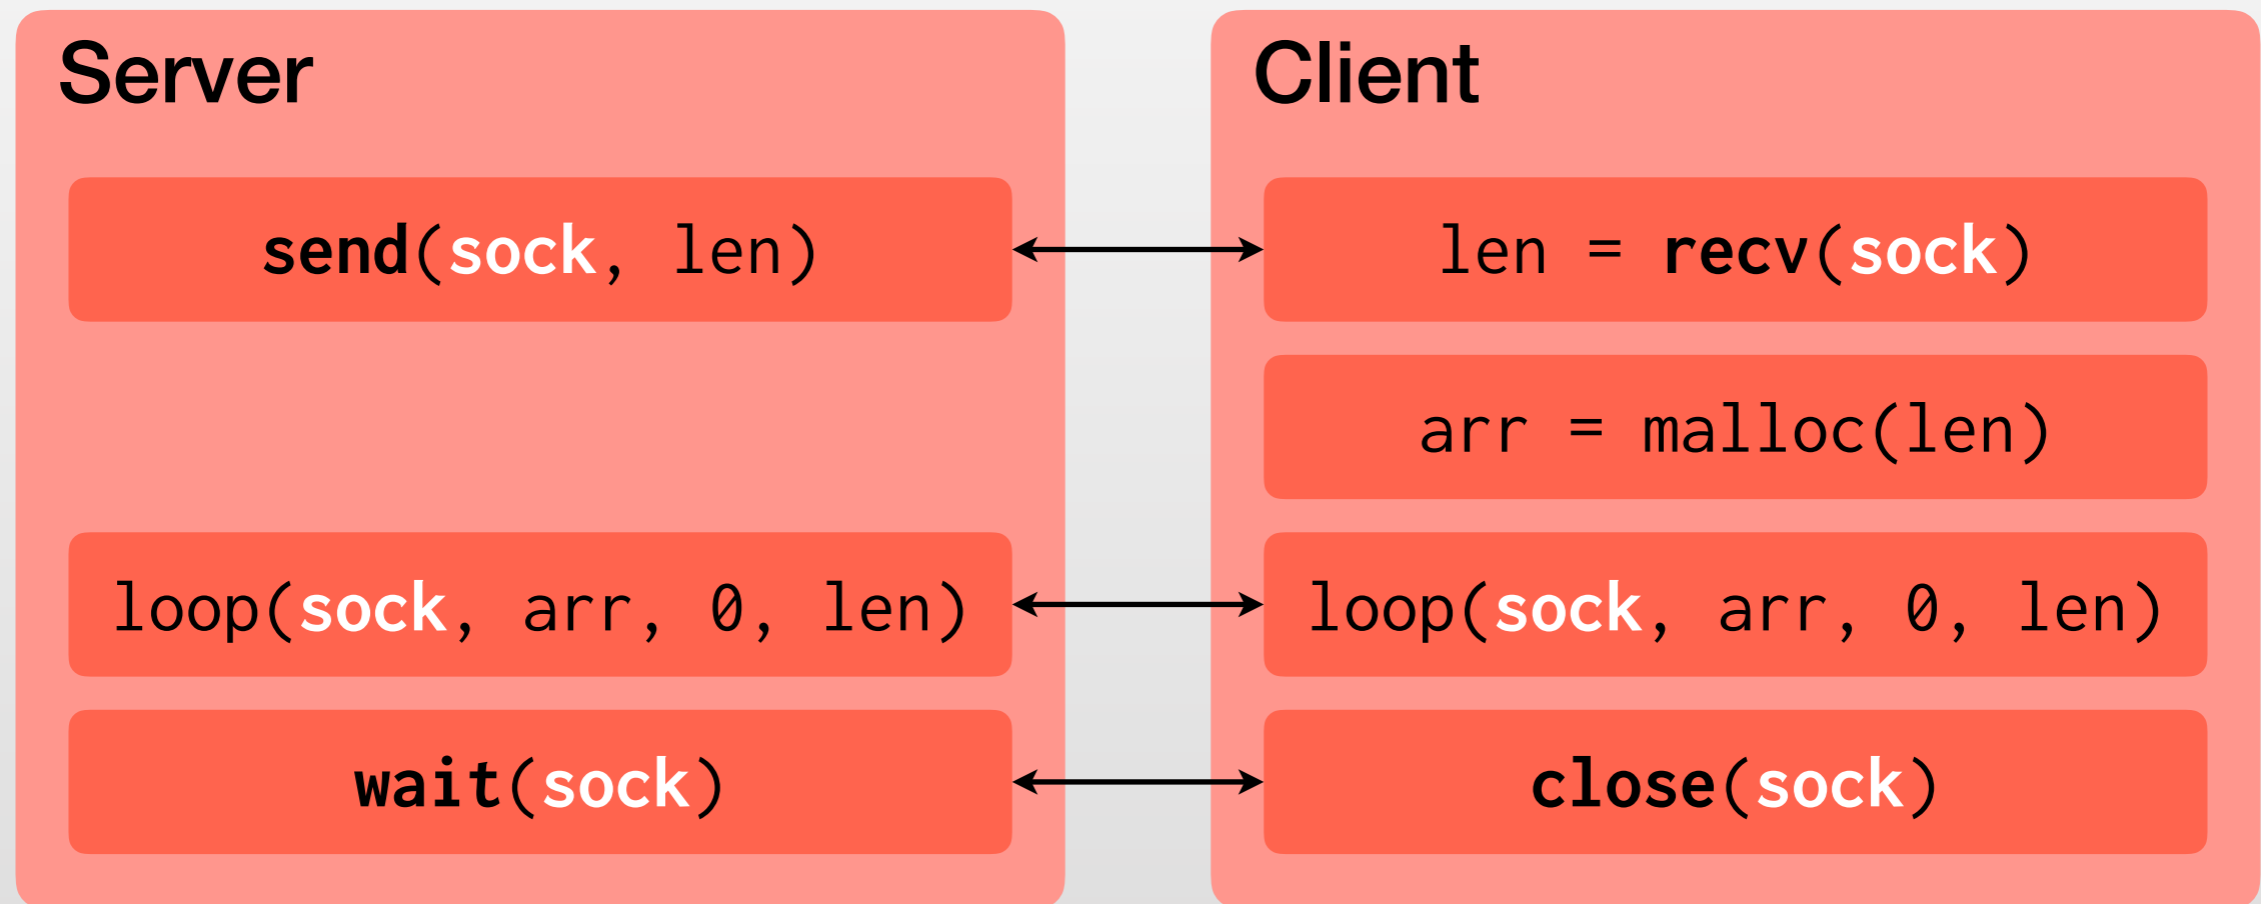 Server
send(sock, len)
loop(sock, arr, 0, len)
wait(sock)
Client
len = recv(sock)
arr = malloc(len)
loop(sock, arr, 0, len)
close(sock)